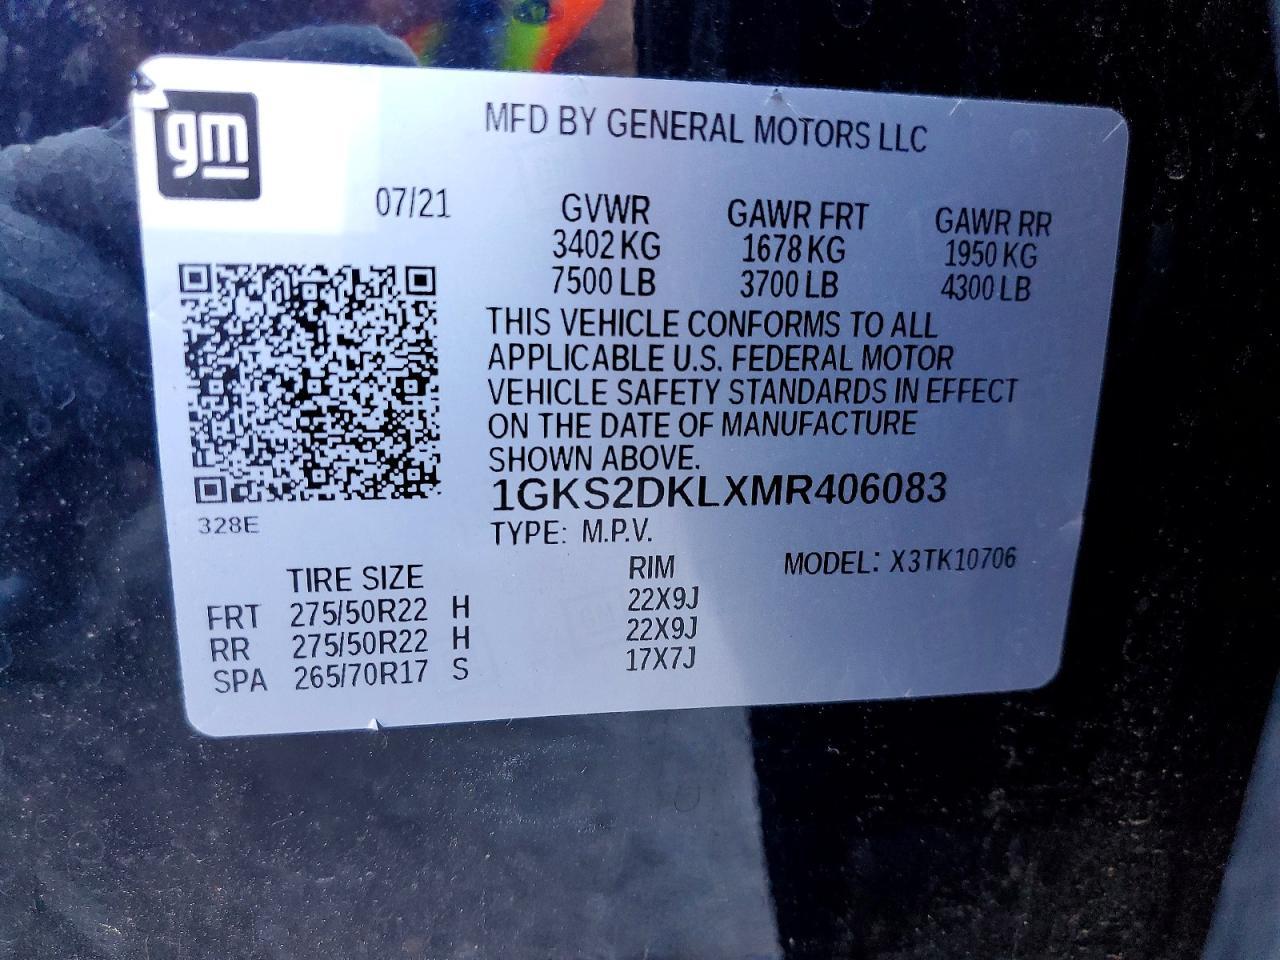 gm
MFD BY GENERAL MOTORS LLC
07/21
GVWR GAWR FRT GAWR RR
3402 KG 1678 KG 1950 KG
7500 LB 3700 LB 4300 LB
THIS VEHICLE CONFORMS TO ALL
APPLICABLE U.S. FEDERAL MOTOR
VEHICLE SAFETY STANDARDS IN EFFECT
ON THE DATE OF MANUFACTURE
SHOWN ABOVE.
1GKS2DKLXMR406083
328E
TYPE: M.P.V.
MODEL: X3TK10706
TIRE SIZE RIM
FRT 275/50R22 H 22X9J
RR 275/50R22 H 22X9J
SPA 265/70R17 S 17X7J